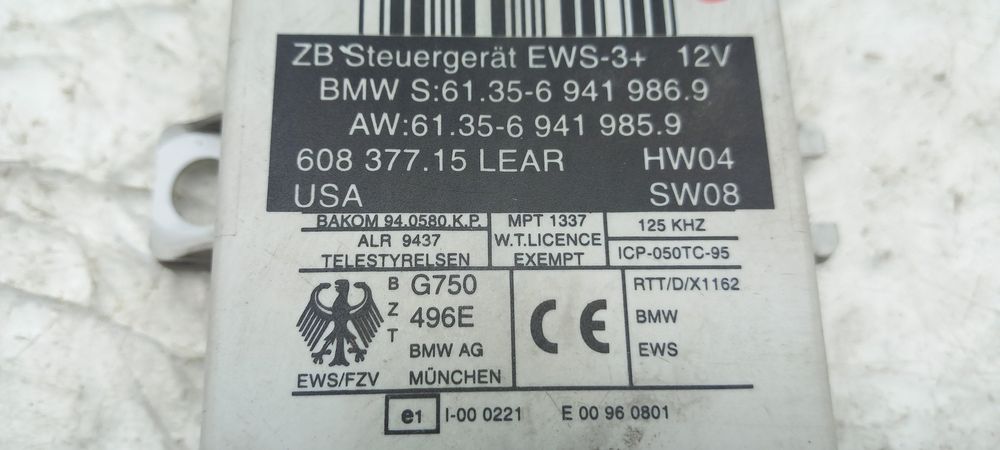 ZB Steuergerät EWS-3+ 12V
BMW S:61.35-6 941 986.9
AW:61.35-6 941 985.9
608 377.15 LEAR HW04
USA SW08
BAKOM 94.0580.K.P.
ALR 9437
TELESTYRELSEN
MPT 1337
W.T.LICENCE
EXEMPT
125 KHZ
ICP-050TC-95
EWS/FZV
BZT
G750
496E
BMW AG
MÜNCHEN
CE
RTT/D/X1162
BMW
EWS
e1 I-00 0221 E 00 96 0801